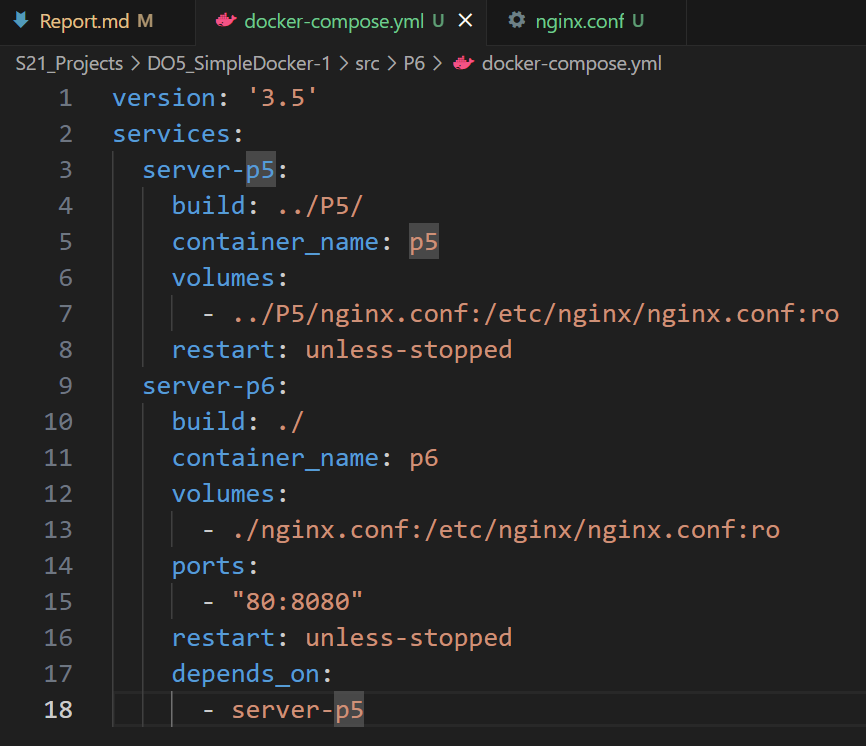 Report.md M docker-compose.yml U nginx.conf U
S21_Projects > DO5_SimpleDocker-1 > src > P6 > docker-compose.yml
1 version: '3.5'
2 services:
3   server-p5:
4     build: ../P5/
5     container_name: p5
6     volumes:
7       - ../P5/nginx.conf:/etc/nginx/nginx.conf:ro
8     restart: unless-stopped
9   server-p6:
10     build: ./
11     container_name: p6
12     volumes:
13       - ./nginx.conf:/etc/nginx/nginx.conf:ro
14     ports:
15       - "80:8080"
16     restart: unless-stopped
17     depends_on:
18       - server-p5